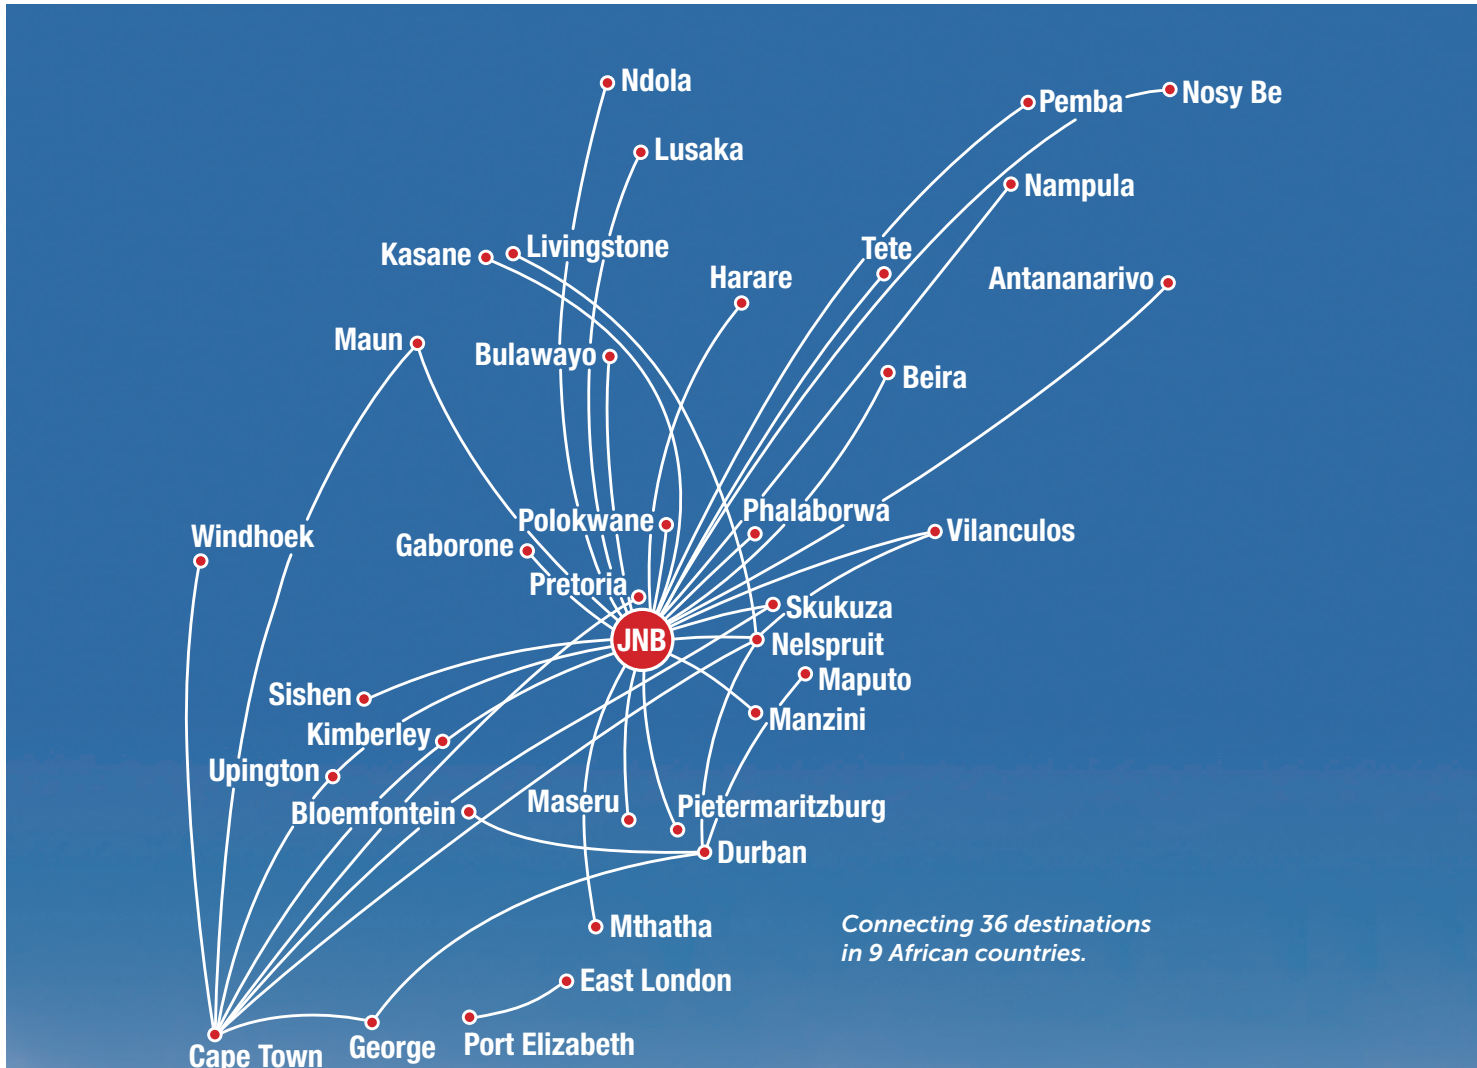 Ndola
Pemba
Nosy Be
Lusaka
Nampula
Kasane
Livingstone
Tete
Harare
Antananarivo
Maun
Bulawayo
Beira
Windhoek
Gaborone
Polokwane
Phalaborwa
Vilanculos
Pretoria
Skukuza
JNB
Nelspruit
Maputo
Sishen
Manzini
Kimberley
Upington
Bloemfontein
Maseru
Pietermaritzburg
Durban
Mthatha
Connecting 36 destinations
in 9 African countries.
East London
Cape Town
George
Port Elizabeth